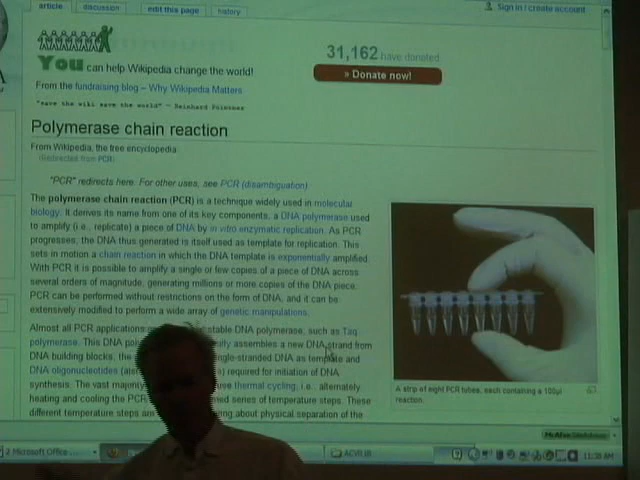 article discussion edit this page history Sign in / create account
You can help Wikipedia change the world!
31,162 have donated
» Donate now!
From the fundraising blog – Why Wikipedia Matters
"save the wiki save the world" —
Polymerase chain reaction
From Wikipedia, the free encyclopedia
(Redirected from PCR)
"PCR" redirects here. For other uses, see PCR (disambiguation)
The polymerase chain reaction (PCR) is a technique widely used in molecular
biology. It derives its name from one of its key components, a DNA polymerase used
to amplify (i.e., replicate) a piece of DNA by in vitro enzymatic replication. As PCR
progresses, the DNA thus generated is itself used as template for replication. This
sets in motion a chain reaction in which the DNA template is exponentially amplified.
With PCR it is possible to amplify a single or few copies of a piece of DNA across
several orders of magnitude, generating millions or more copies of the DNA piece.
PCR can be performed without restrictions on the form of DNA, and it can be
extensively modified to perform a wide array of genetic manipulations.
Almost all PCR applications stable DNA polymerase, such as Taq
polymerase. This DNA assembles a new DNA strand from
DNA building blocks, the single-stranded DNA as template and
DNA oligonucleotides required for initiation of DNA
synthesis. The vast majority thermal cycling, i.e., alternately
heating and cooling the PCR series of temperature steps. These
different temperature steps are about physical separation of the
A strip of eight PCR tubes, each containing a 100μl
reaction.
McAfee SiteAdvisor
2 Microsoft Office ... 11:38 AM